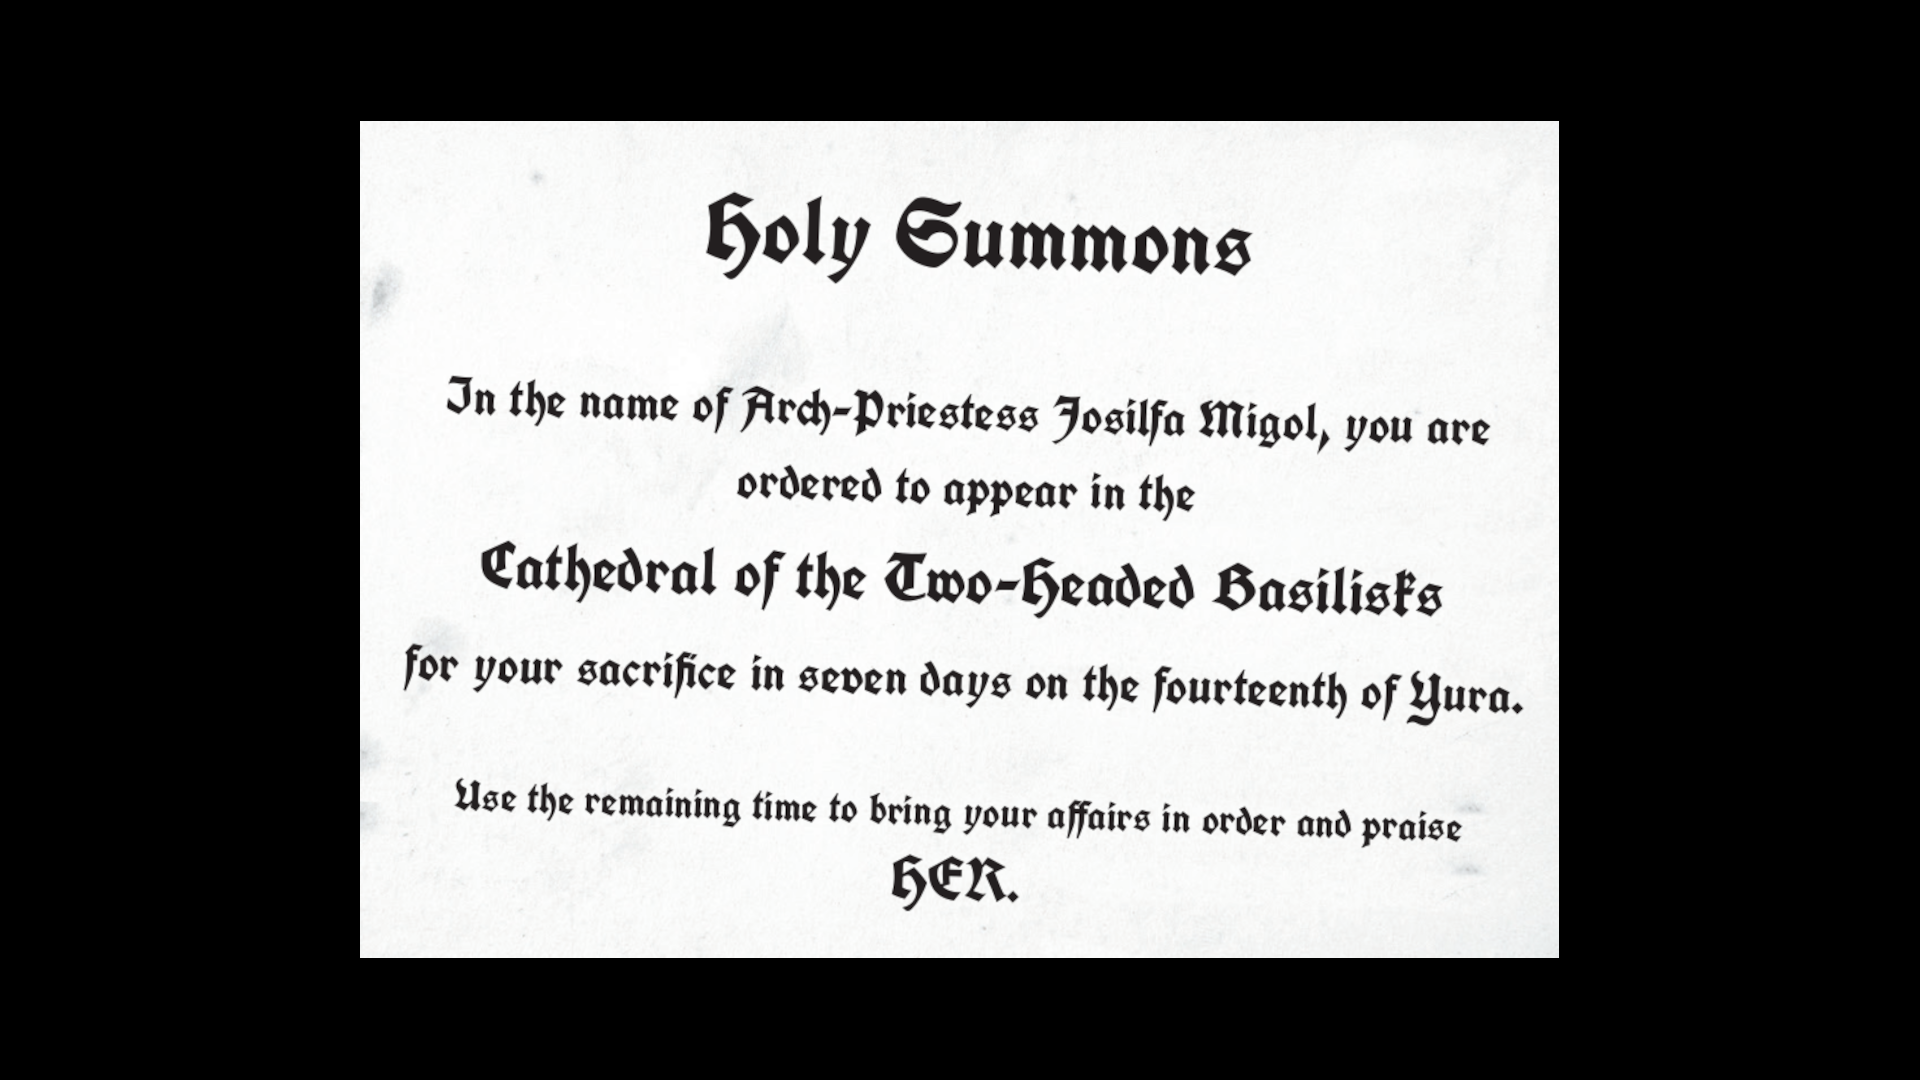 Holy Summons
In the name of Arch-Priestess Josilfa Migol, you are
ordered to appear in the
Cathedral of the Two-Headed Basilisks
for your sacrifice in seven days on the fourteenth of Yura.
Use the remaining time to bring your affairs in order and praise
HER.